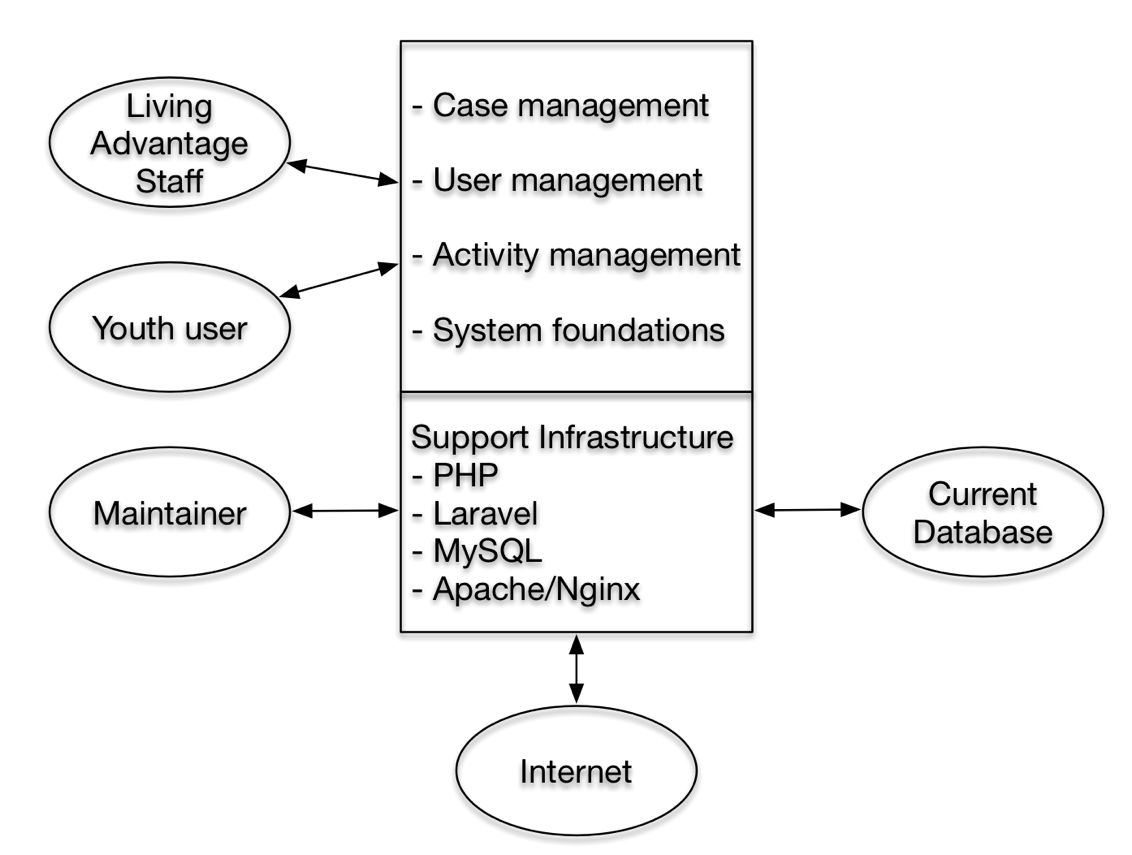 Living
Advantage
Staff
Youth user
Maintainer
- Case management
- User management
- Activity management
- System foundations
Support Infrastructure
- PHP
- Laravel
- MySQL
- Apache/Nginx
Current
Database
Internet